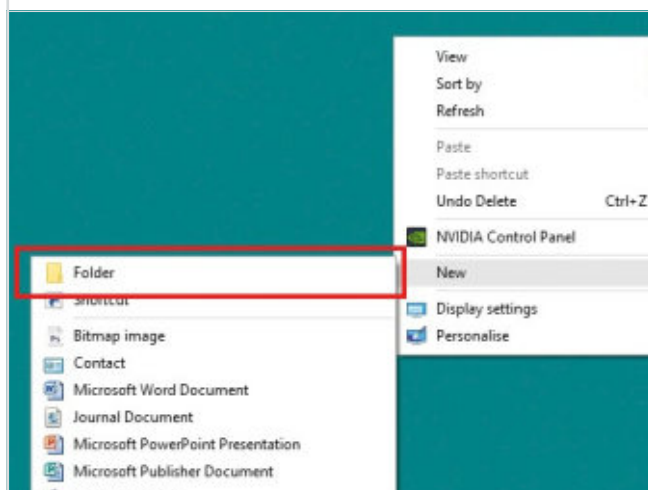 View
Sort by
Refresh
Paste
Paste shortcut
Undo Delete Ctrl+Z
NVIDIA Control Panel
New
Display settings
Personalise
Folder
Shortcut
Bitmap image
Contact
Microsoft Word Document
Journal Document
Microsoft PowerPoint Presentation
Microsoft Publisher Document